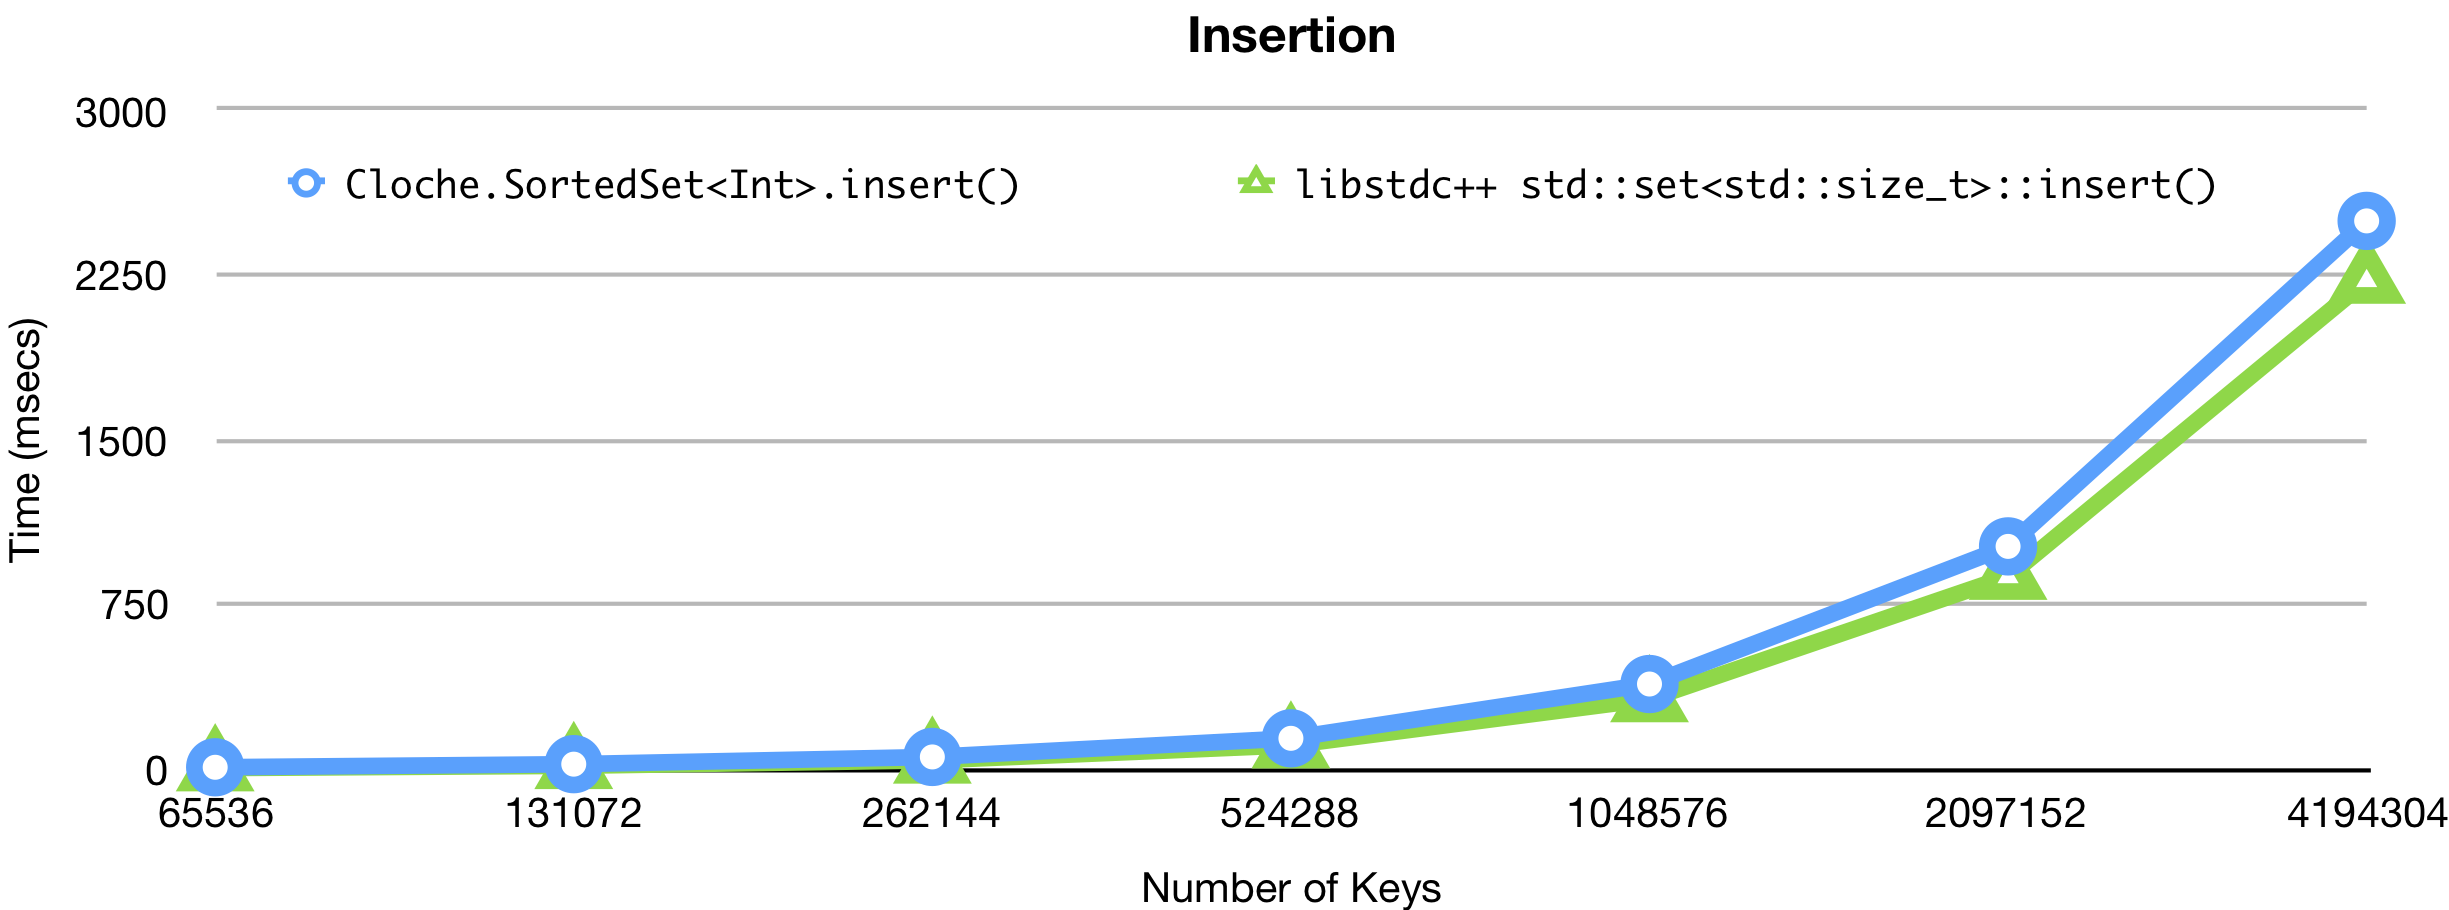 Insertion
3000
Cloche.SortedSet<Int>.insert()
libstdc++ std::set<std::size_t>::insert()
2250
1500
750
0
Time (msecs)
65536 131072 262144 524288 1048576 2097152 4194304
Number of Keys